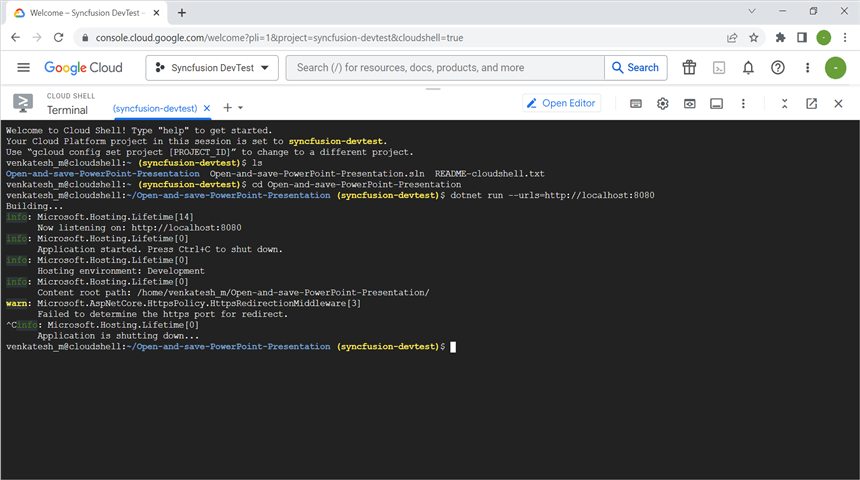 Welcome – Syncfusion DevTest –
console.cloud.google.com/welcome?pli=1&project=syncfusion-devtest&cloudshell=true
Google Cloud
Syncfusion DevTest
Search (/) for resources, docs, products, and more
Search
CLOUD SHELL
Terminal
(syncfusion-devtest)
Open Editor
Welcome to Cloud Shell! Type "help" to get started.
Your Cloud Platform project in this session is set to syncfusion-devtest.
Use “gcloud config set project [PROJECT_ID]” to change to a different project.
venkatesh_m@cloudshell:~ (syncfusion-devtest)$ ls
Open-and-save-PowerPoint-Presentation  Open-and-save-PowerPoint-Presentation.sln  README-cloudshell.txt
venkatesh_m@cloudshell:~ (syncfusion-devtest)$ cd Open-and-save-PowerPoint-Presentation
venkatesh_m@cloudshell:~/Open-and-save-PowerPoint-Presentation (syncfusion-devtest)$ dotnet run --urls=http://localhost:8080
Building...
info: Microsoft.Hosting.Lifetime[14]
Now listening on: http://localhost:8080
info: Microsoft.Hosting.Lifetime[0]
Application started. Press Ctrl+C to shut down.
info: Microsoft.Hosting.Lifetime[0]
Hosting environment: Development
info: Microsoft.Hosting.Lifetime[0]
Content root path: /home/venkatesh_m/Open-and-save-PowerPoint-Presentation/
warn: Microsoft.AspNetCore.HttpsPolicy.HttpsRedirectionMiddleware[3]
Failed to determine the https port for redirect.
^Cinfo: Microsoft.Hosting.Lifetime[0]
Application is shutting down...
venkatesh_m@cloudshell:~/Open-and-save-PowerPoint-Presentation (syncfusion-devtest)$